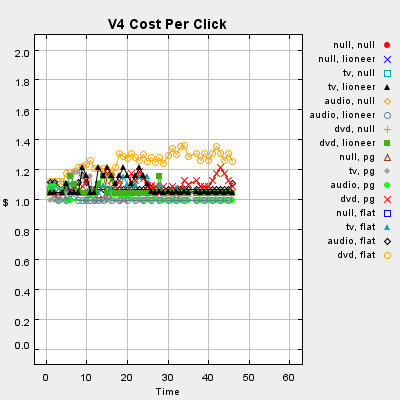 V4 Cost Per Click
2.0
1.8
1.6
1.4
1.2
1.0
0.8
0.6
0.4
0.2
0.0
$
0 10 20 30 40 50 60
Time
null, null
null, lioneer
tv, null
tv, lioneer
audio, null
audio, lioneer
dvd, null
dvd, lioneer
null, pg
tv, pg
audio, pg
dvd, pg
null, flat
tv, flat
audio, flat
dvd, flat